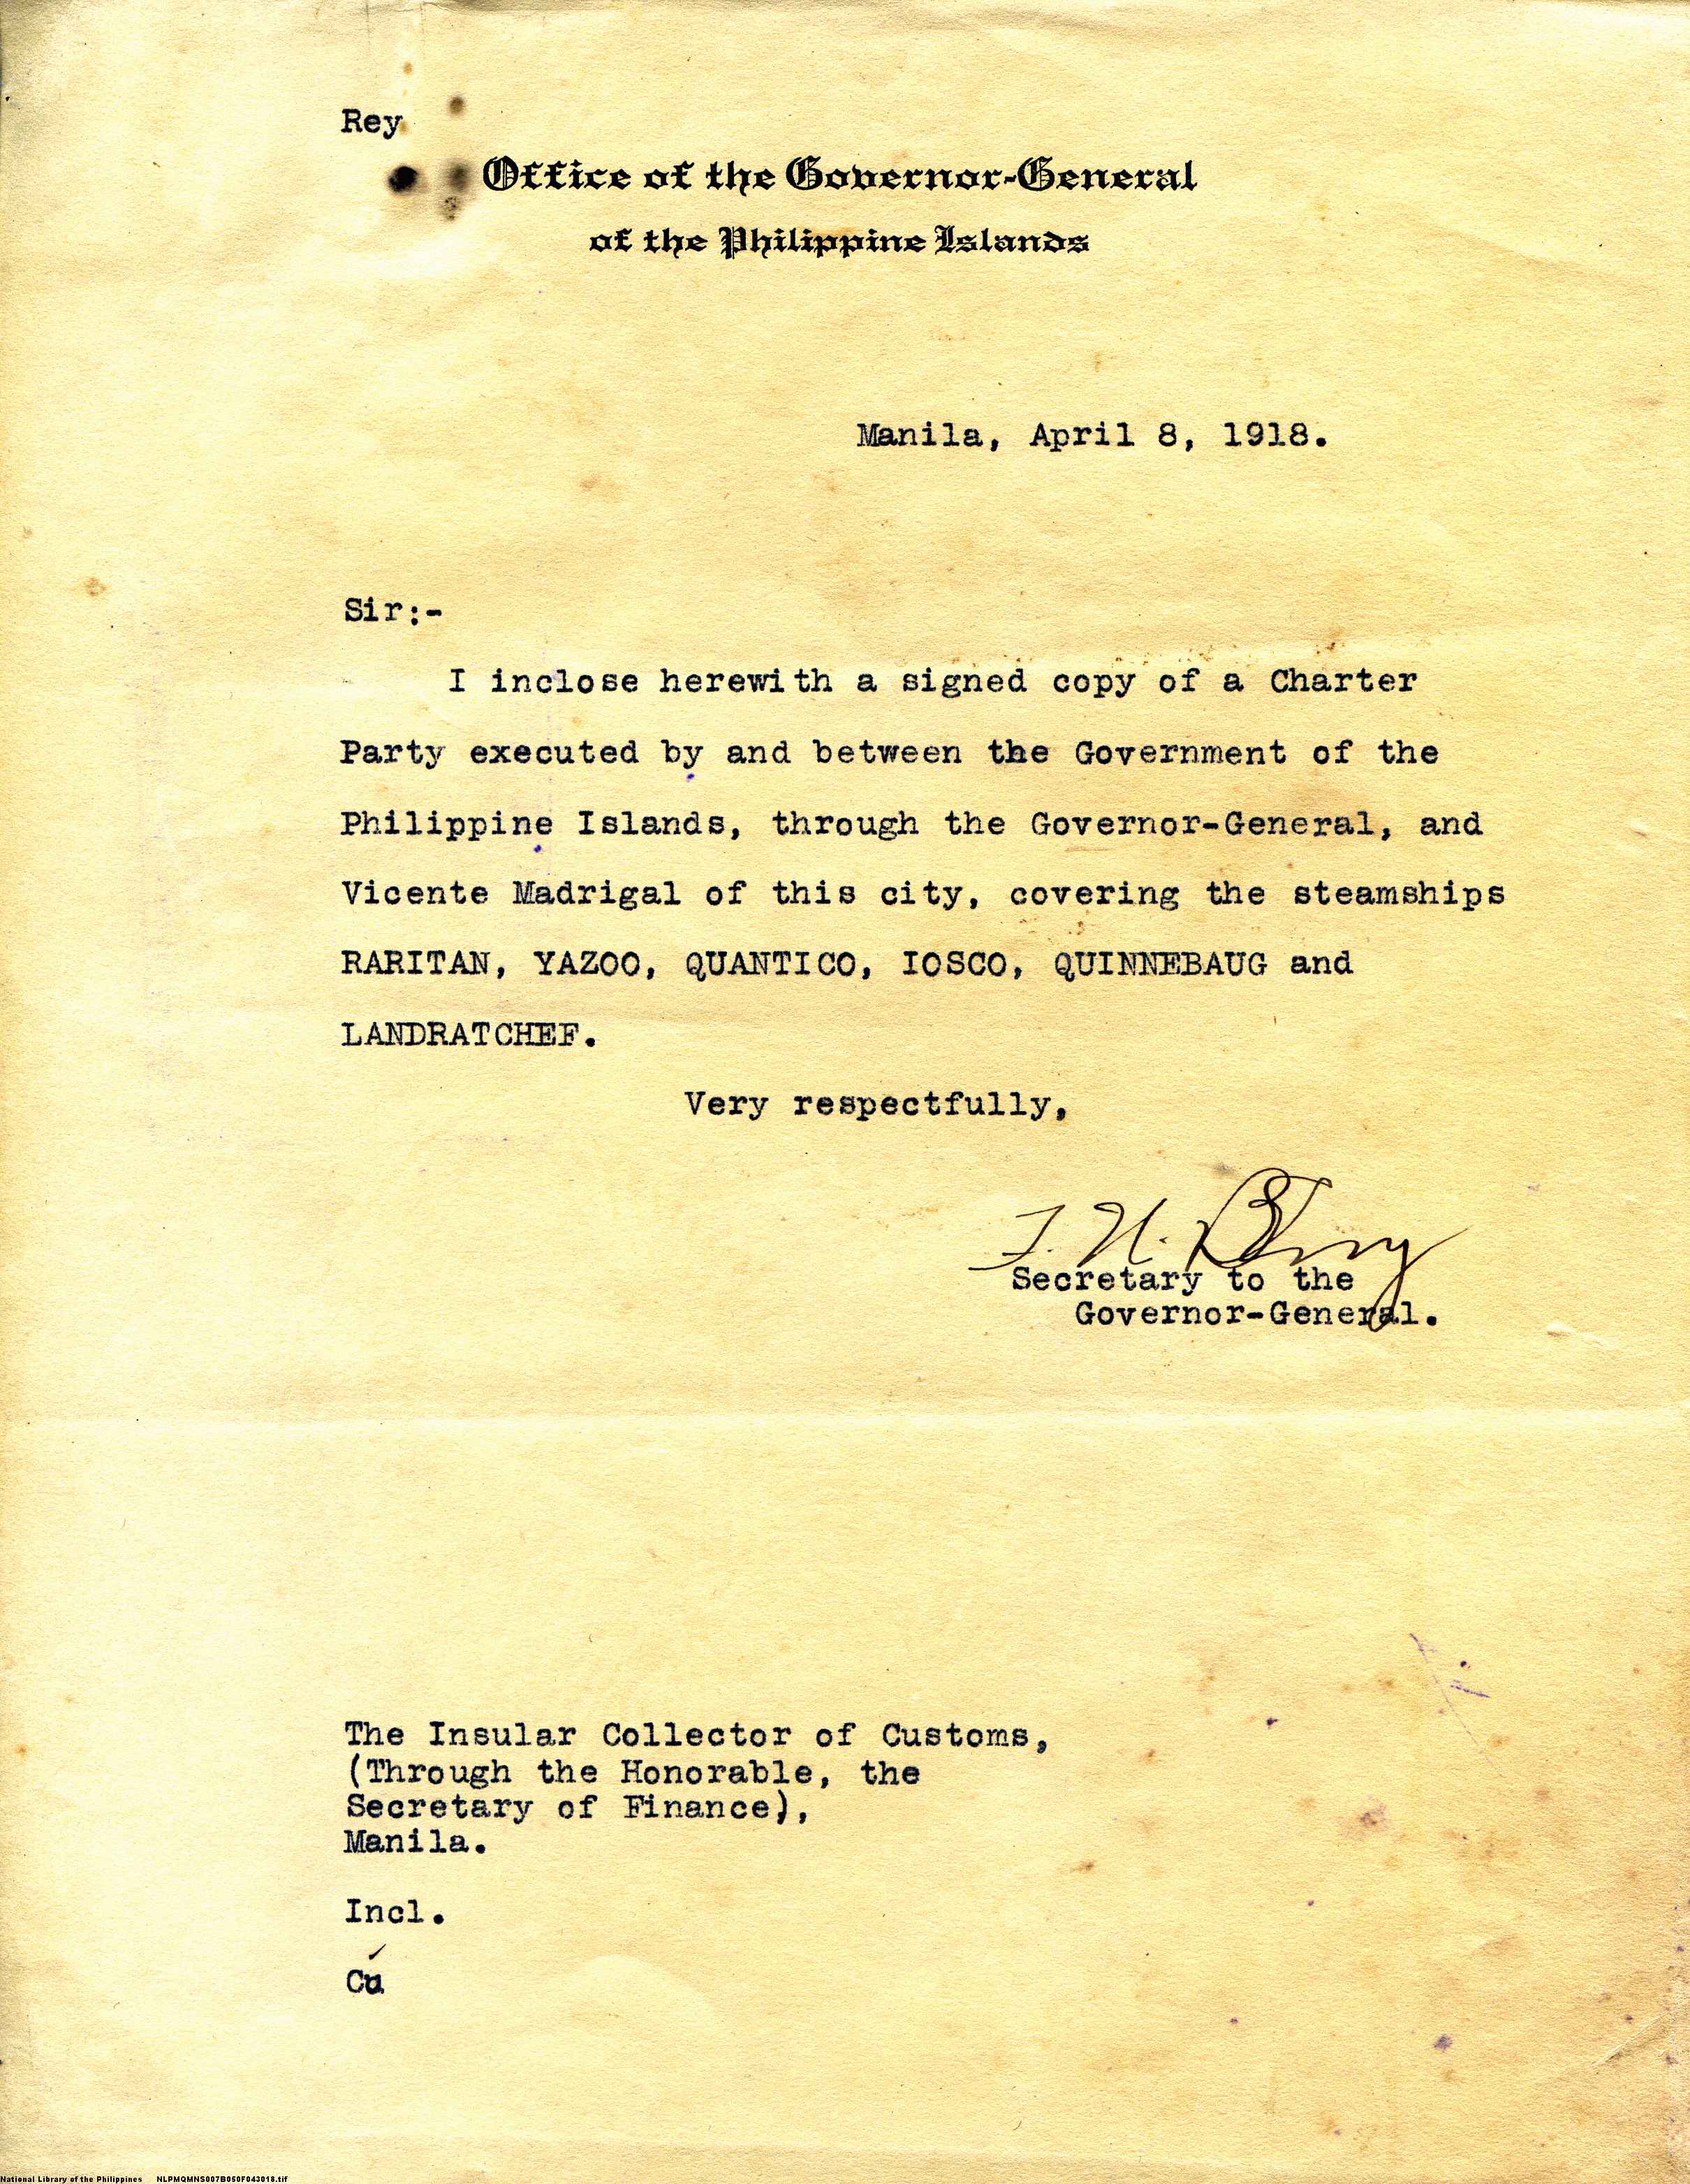 Rey
Office of the Governor-General
of the Philippine Islands
Manila, April 8, 1918.
Sir:-
I inclose herewith a signed copy of a Charter
Party executed by and between the Government of the
Philippine Islands, through the Governor-General, and
Vicente Madrigal of this city, covering the steamships
RARITAN, YAZOO, QUANTICO, IOSCO, QUINNEBAUG and
LANDRATCHEF.
Very respectfully,
Secretary to the
Governor-General.
The Insular Collector of Customs,
(Through the Honorable, the
Secretary of Finance),
Manila.
Incl.
Cu
National Library of the Philippines NLPMQMNS007B050F043018.tif